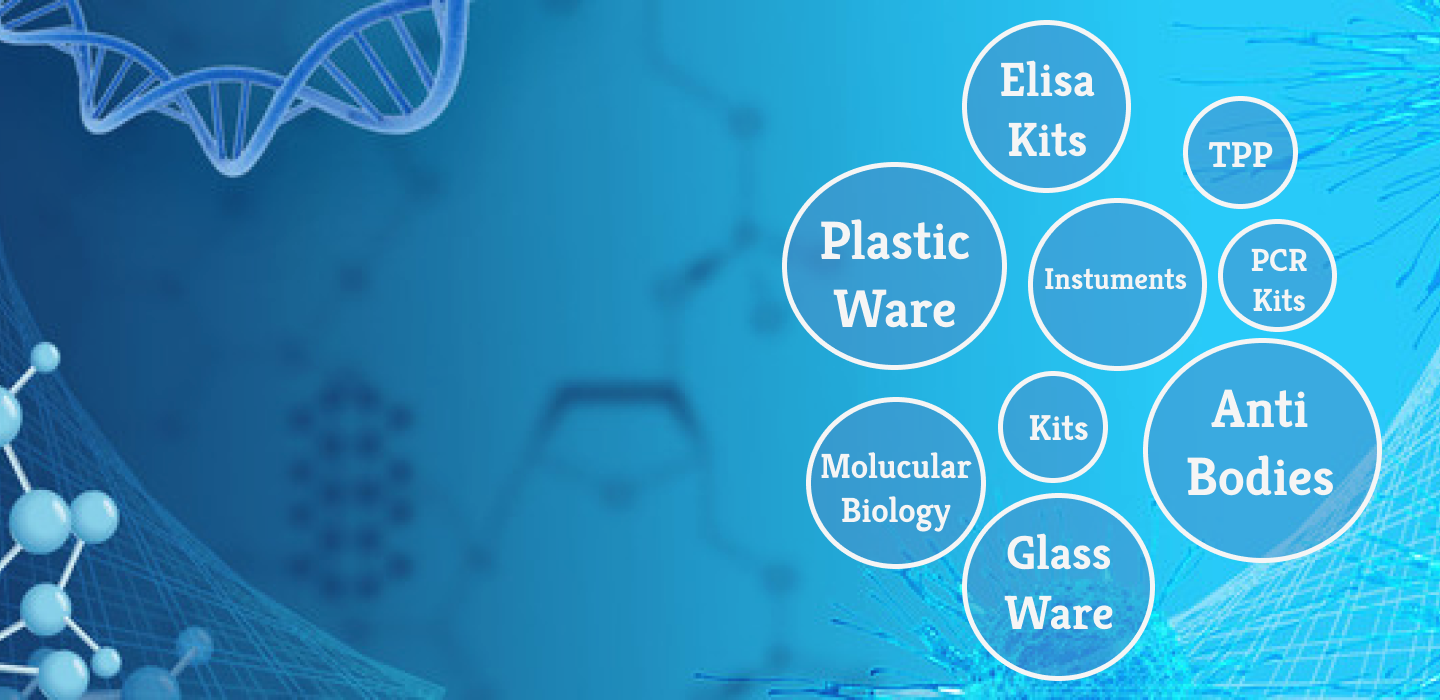 Elisa
Kits
TPP
Plastic
Ware
Instuments
PCR
Kits
Anti
Bodies
Kits
Molucular
Biology
Glass
Ware